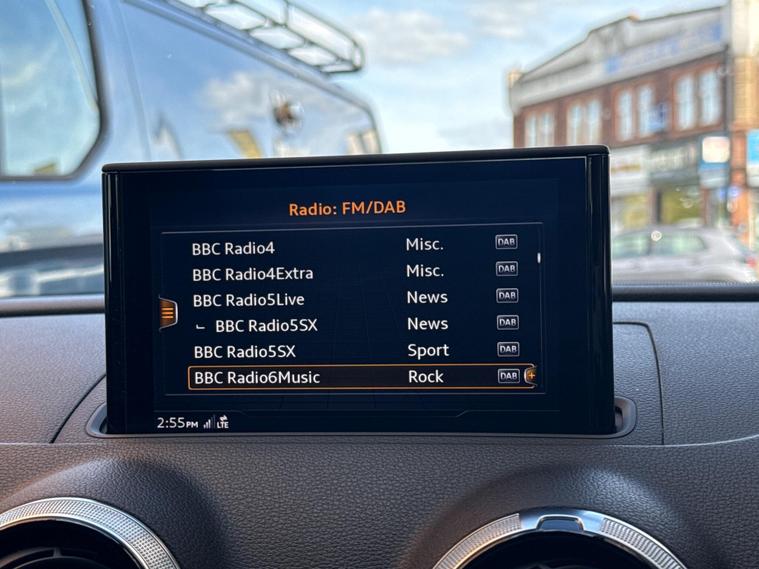 Radio: FM/DAB
BBC Radio4 Misc. DAB
BBC Radio4Extra Misc. DAB
BBC Radio5Live News DAB
BBC Radio5SX News DAB
BBC Radio5SX Sport DAB
BBC Radio6Music Rock DAB
2:55PM LTE